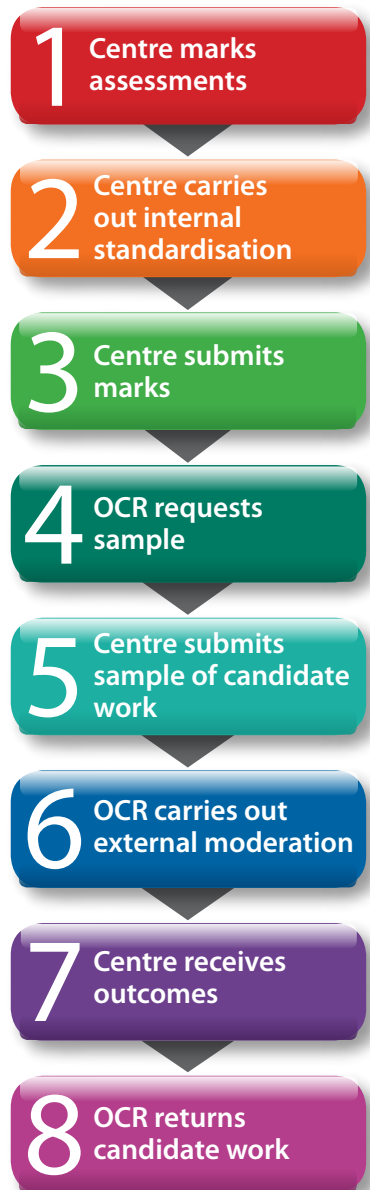 1 Centre marks
assessments
2 Centre carries
out internal
standardisation
3 Centre submits
marks
4 OCR requests
sample
5 Centre submits
sample of candidate
work
6 OCR carries out
external moderation
7 Centre receives
outcomes
8 OCR returns
candidate work